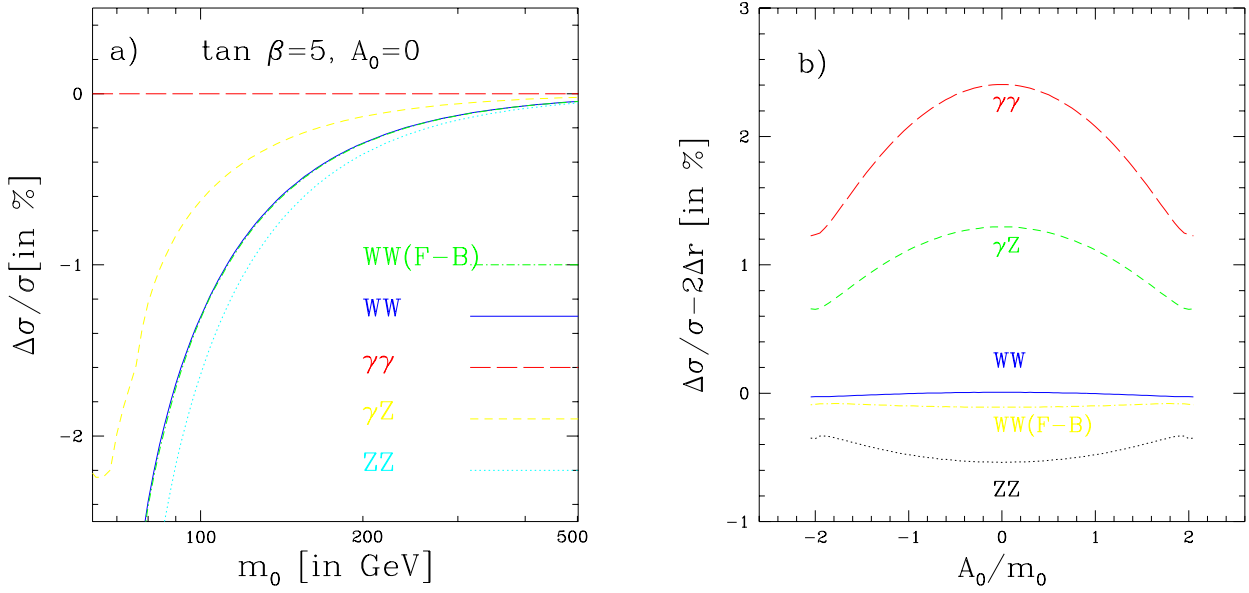 a) tan β=5, A₀=0
Δσ/σ[in %]
0
-1
-2
WW(F-B)
WW
γγ
γZ
ZZ
100 200 500
m₀ [in GeV]
b)
Δσ/σ-2Δr [in %]
3
2
1
0
-1
γγ
γZ
WW
WW(F-B)
ZZ
-2 -1 0 1 2
A₀/m₀